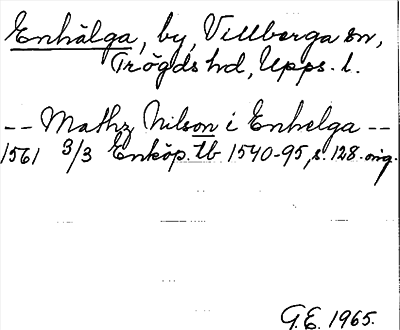 Enhälga, by, Villberga sn,
Trögds hd, Upps. l.
-- Mathz Nilson i Enhelga --
1561 3/3 Enköp. tb 1540-95, s. 128. orig.
G.E. 1965.